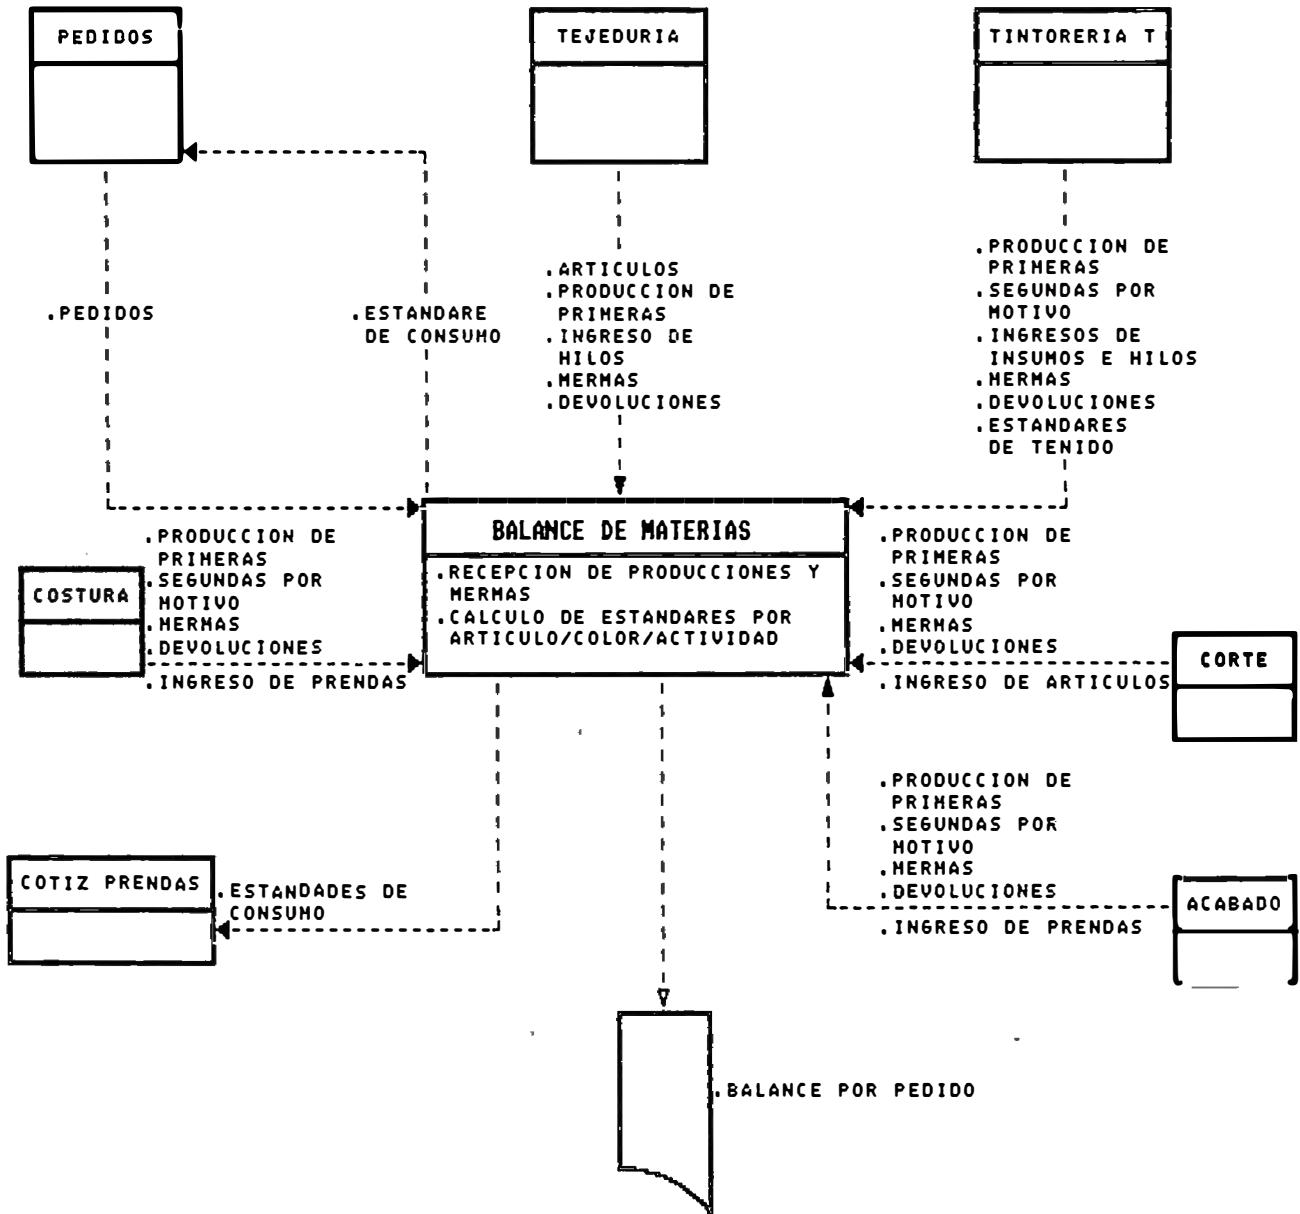 PEDIDOS
TEJEDURIA
TINTORERIA T
.PEDIDOS
.ESTANDARE
DE CONSUMO
.ARTICULOS
.PRODUCCION DE
PRIMERAS
.INGRESO DE
HILOS
.MERMAS
.DEVOLUCIONES
.PRODUCCION DE
PRIMERAS
.SEGUNDAS POR
MOTIVO
.INGRESOS DE
INSUMOS E HILOS
.MERMAS
.DEVOLUCIONES
.ESTANDARES
DE TENIDO
COSTURA
.PRODUCCION DE
PRIMERAS
.SEGUNDAS POR
MOTIVO
.MERMAS
.DEVOLUCIONES
.INGRESO DE PRENDAS
BALANCE DE MATERIAS
.RECEPCION DE PRODUCCIONES Y
MERMAS
.CALCULO DE ESTANDARES POR
ARTICULO/COLOR/ACTIVIDAD
.PRODUCCION DE
PRIMERAS
.SEGUNDAS POR
MOTIVO
.MERMAS
.DEVOLUCIONES
.INGRESO DE ARTICULOS
CORTE
COTIZ PRENDAS
.ESTANDADES DE
CONSUMO
.PRODUCCION DE
PRIMERAS
.SEGUNDAS POR
MOTIVO
.MERMAS
.DEVOLUCIONES
.INGRESO DE PRENDAS
ACABADO
.BALANCE POR PEDIDO